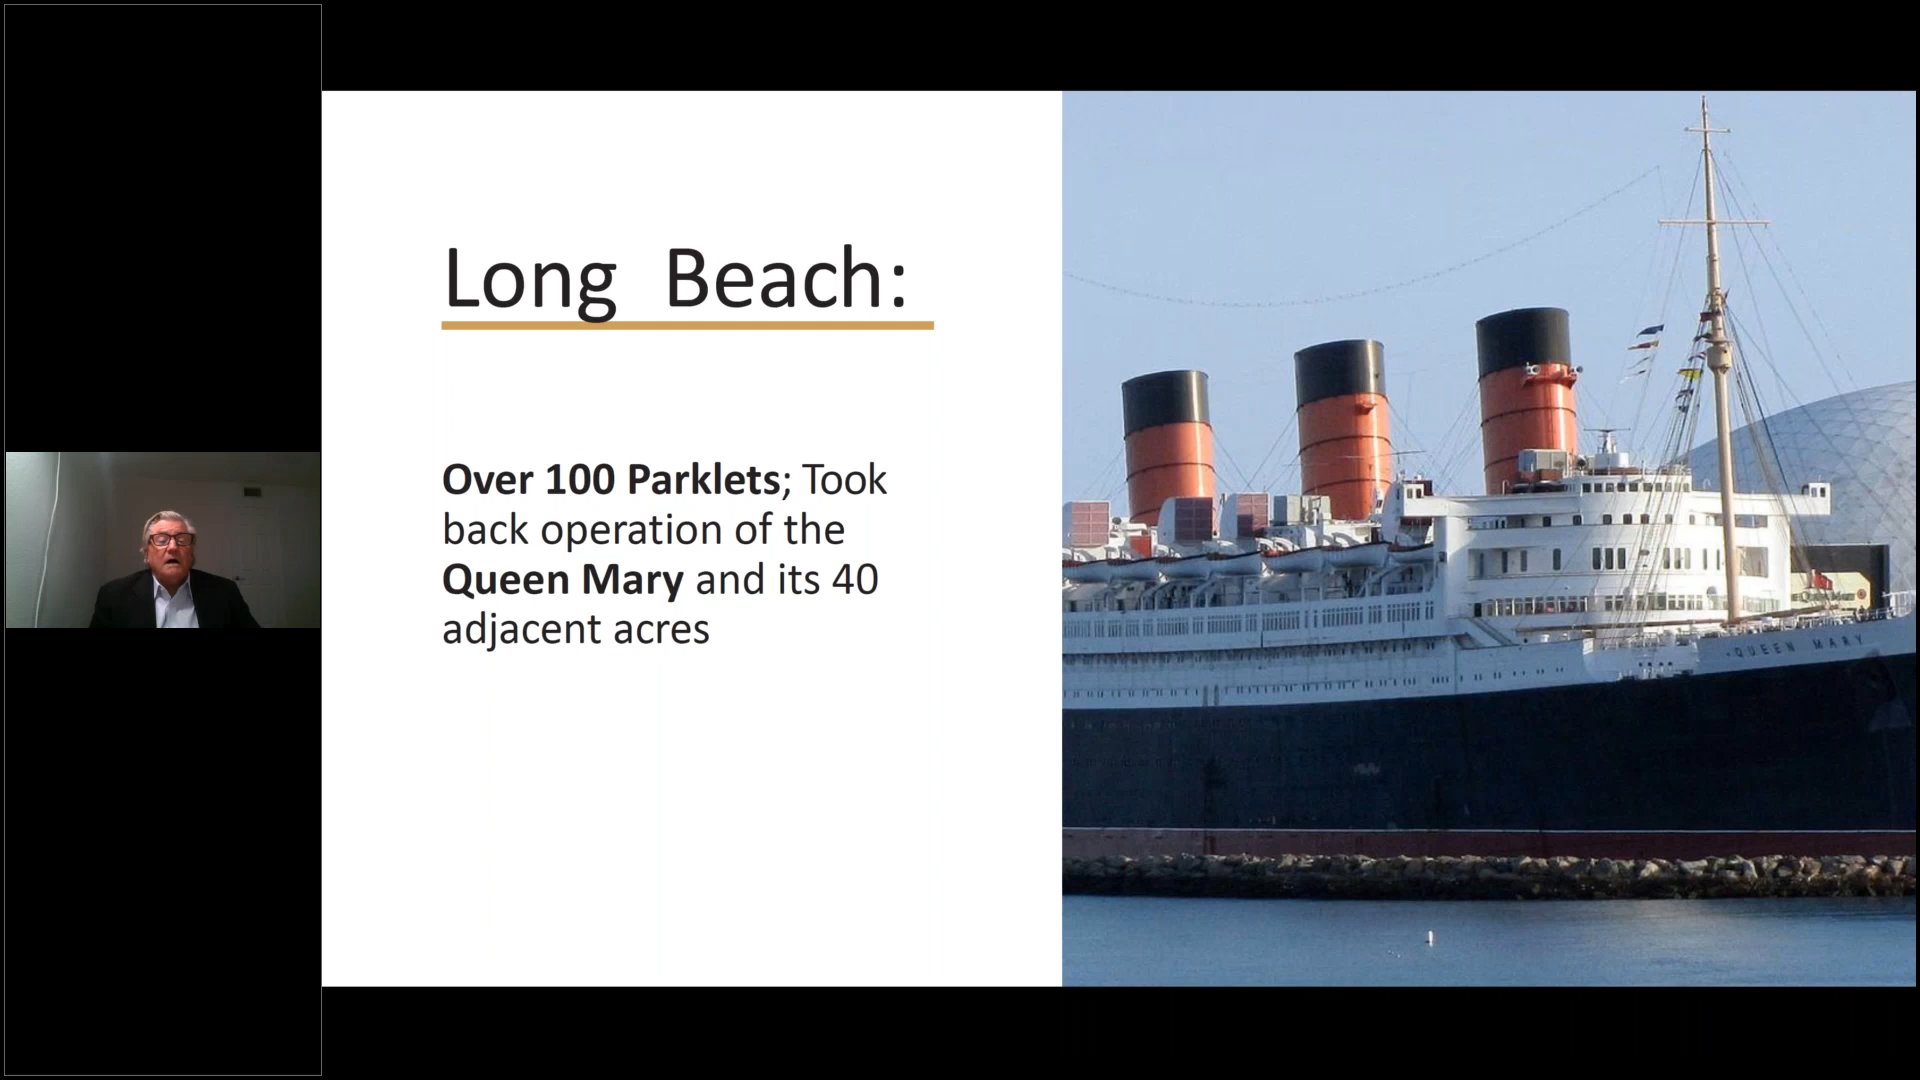 Long Beach:
Over 100 Parklets; Took
back operation of the
Queen Mary and its 40
adjacent acres
QUEEN MARY